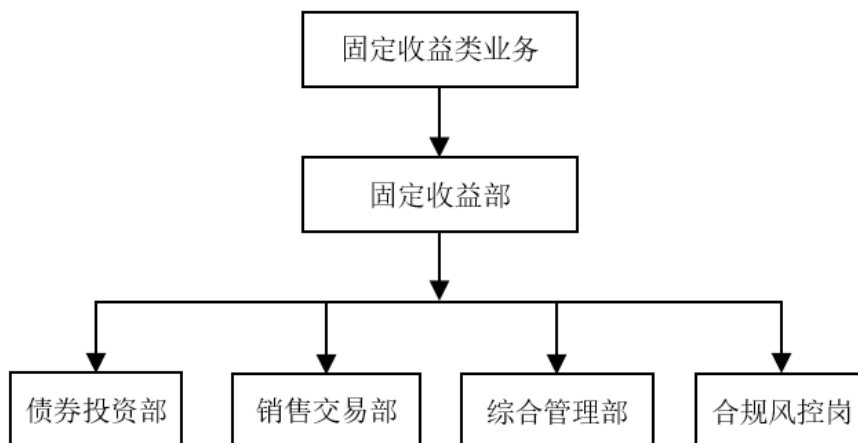 固定收益类业务
固定收益部
债券投资部
销售交易部
综合管理部
合规风控岗